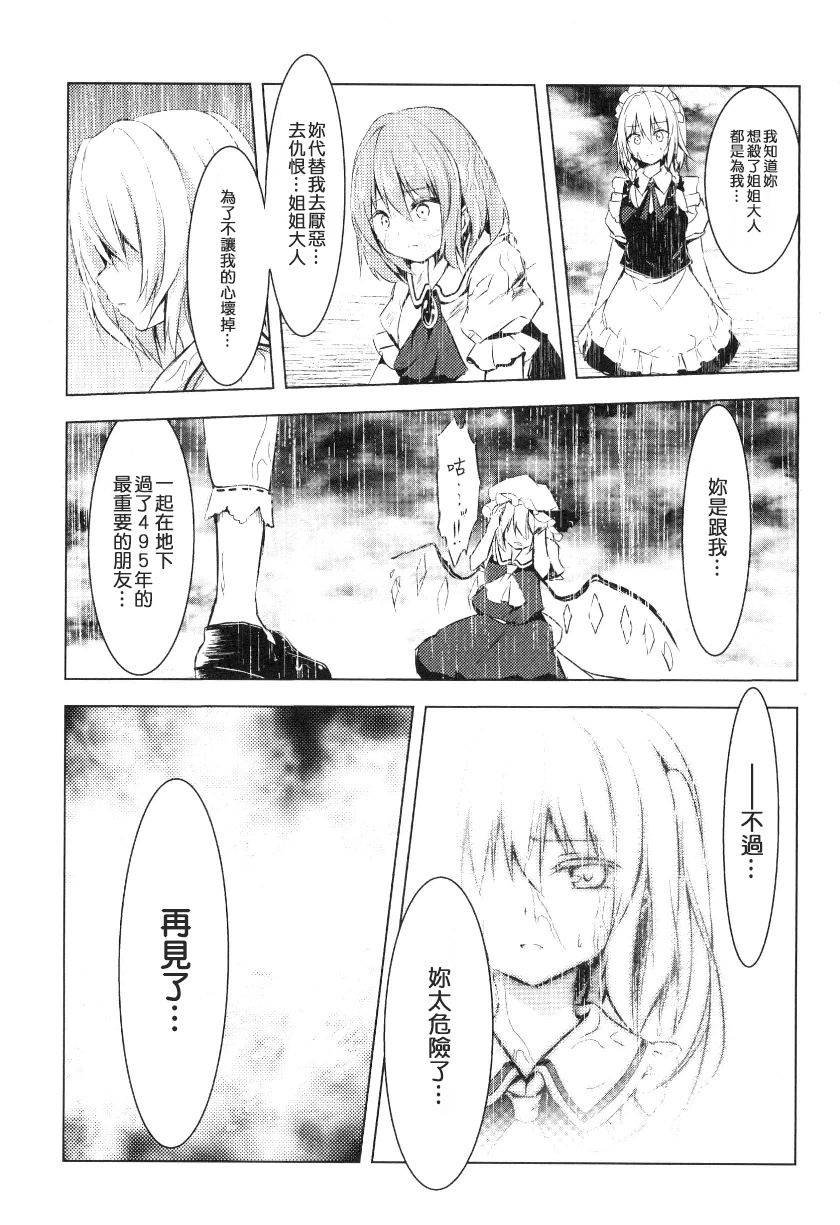 我知道妳
想殺了姐姐大人
都是為我…
妳代替我去厭惡…
去仇恨…姐姐大人
為了不讓我的心壞掉…
妳是跟我…
咕…
一起在地下
過了495年的
最重要的朋友…
──不過…
妳太危險了…
再見了…